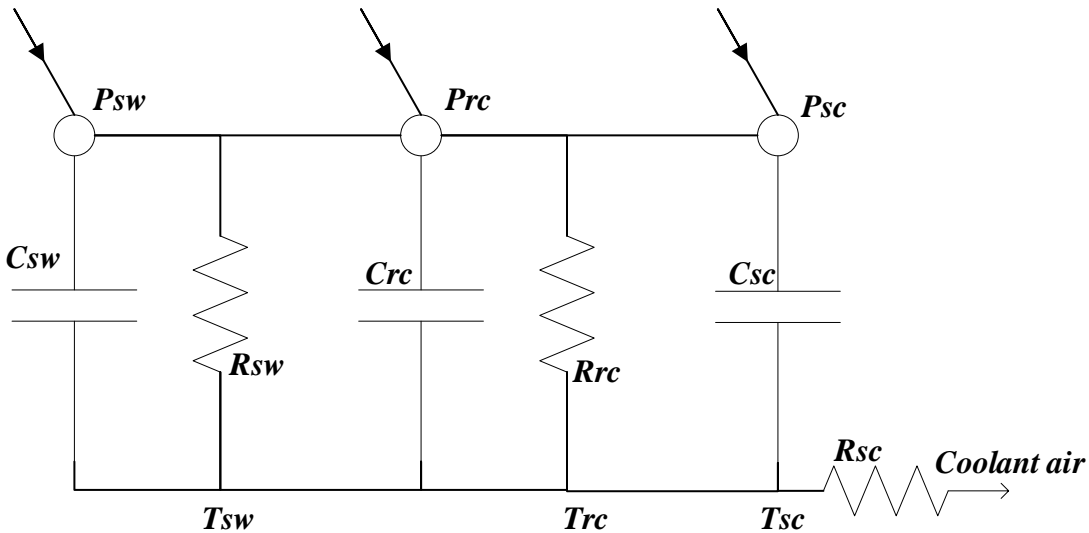 Psw
Prc
Psc
Csw
Crc
Csc
Rsw
Rrc
Rsc
Coolant air
Tsw
Trc
Tsc